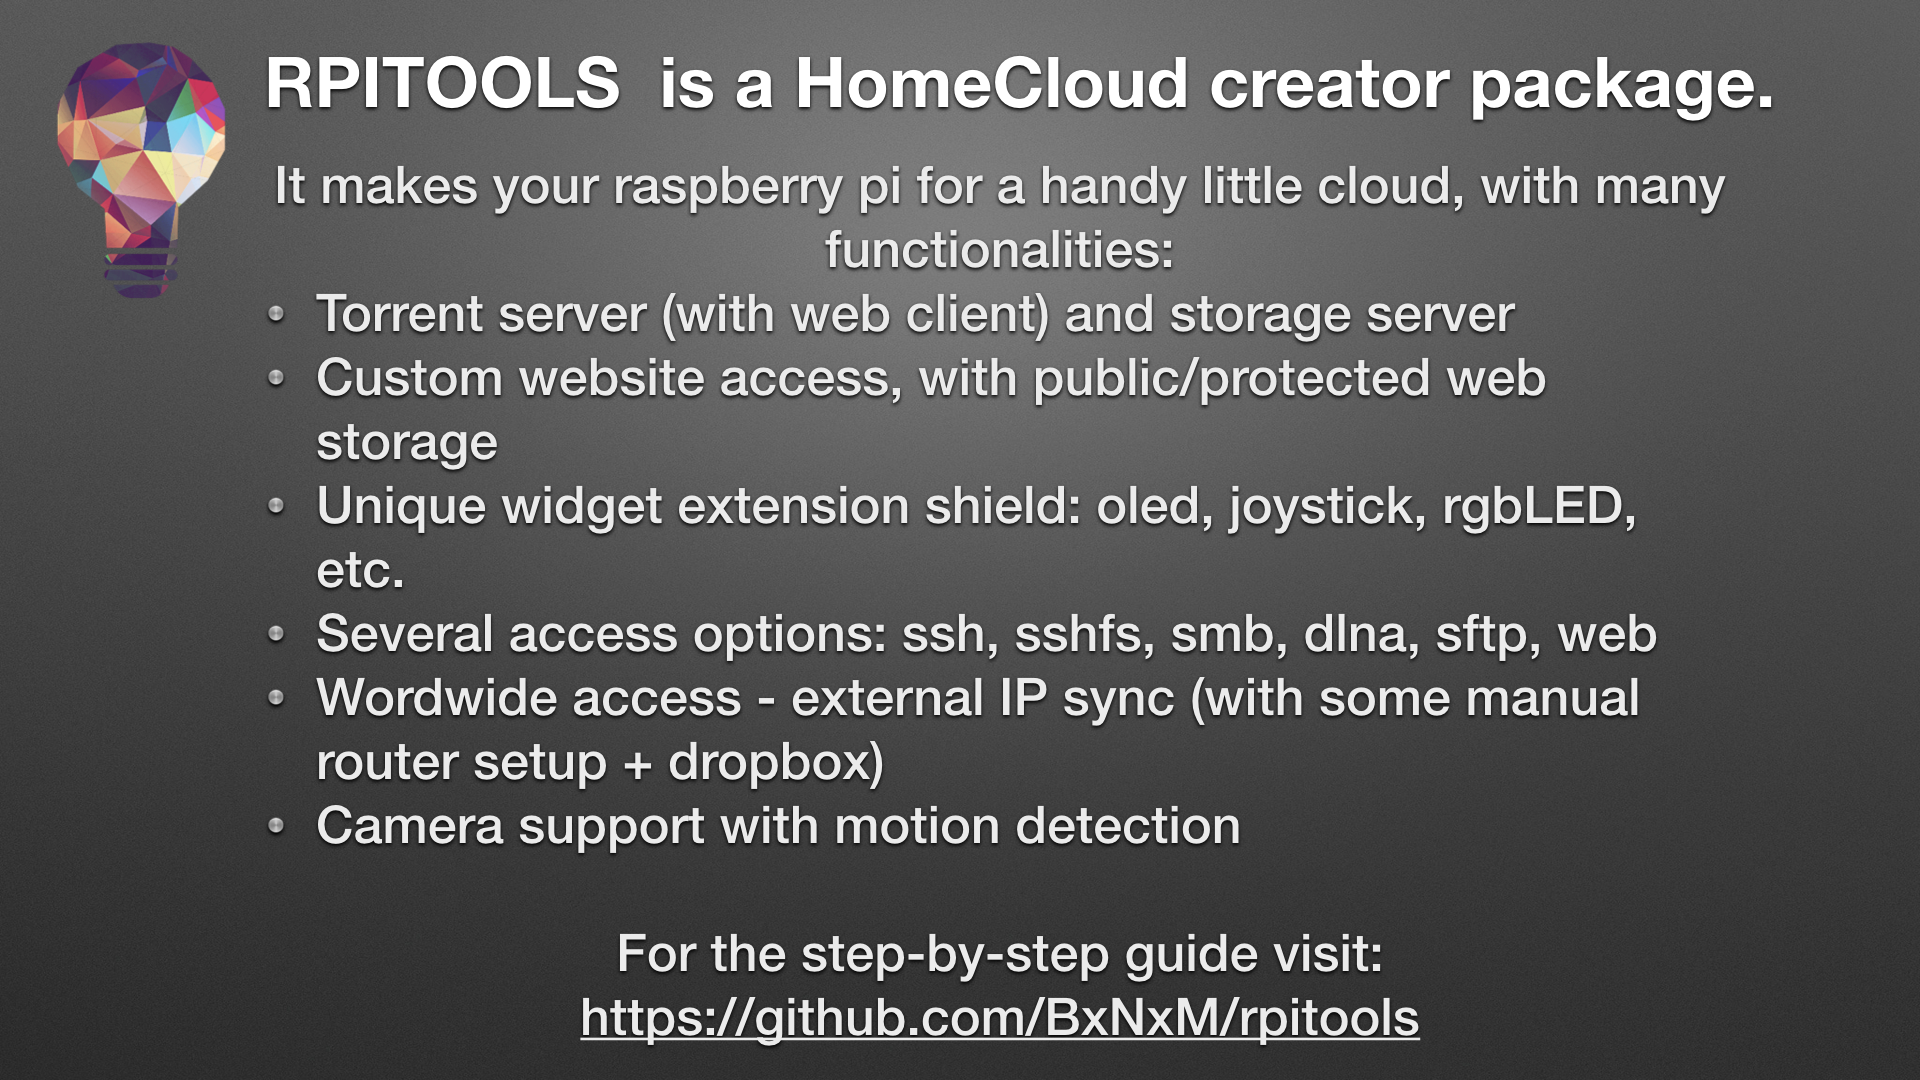 RPITOOLS  is a HomeCloud creator package.
It makes your raspberry pi for a handy little cloud, with many
functionalities:
• Torrent server (with web client) and storage server
• Custom website access, with public/protected web
storage
• Unique widget extension shield: oled, joystick, rgbLED,
etc.
• Several access options: ssh, sshfs, smb, dlna, sftp, web
• Wordwide access - external IP sync (with some manual
router setup + dropbox)
• Camera support with motion detection
For the step-by-step guide visit:
https://github.com/BxNxM/rpitools